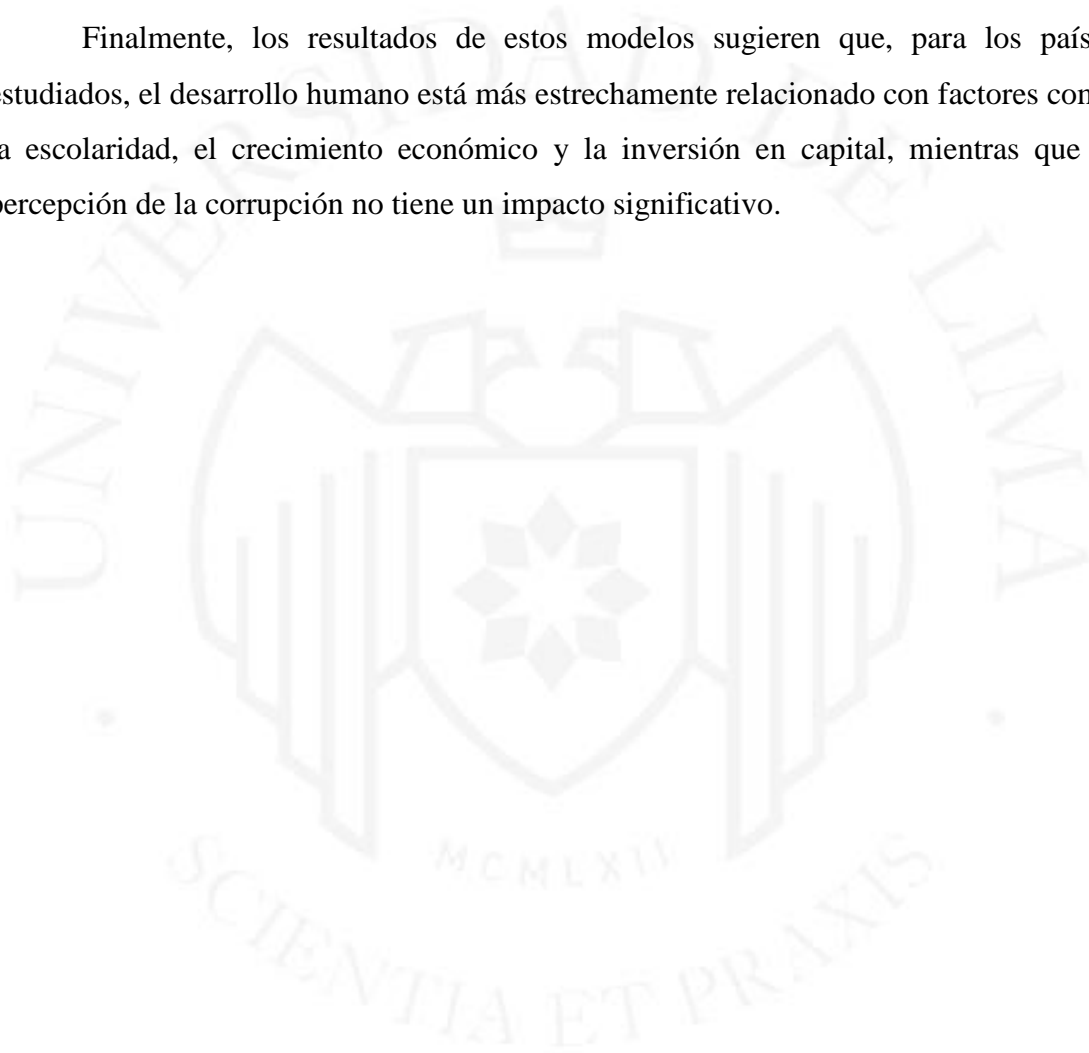 Finalmente, los resultados de estos modelos sugieren que, para los país
estudiados, el desarrollo humano está más estrechamente relacionado con factores com
a escolaridad, el crecimiento económico y la inversión en capital, mientras que
percepción de la corrupción no tiene un impacto significativo.
UNIVERSIDAD DE LIMA
MCMLXII
SCIENTIA ET PRAXIS